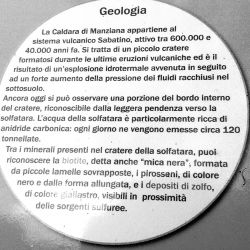 Geologia
La Caldara di Manziana appartiene al
sistema vulcanico Sabatino, attivo tra 600.000 e
40.000 anni fa. Si tratta di un piccolo cratere
formatosi durante le ultime eruzioni vulcaniche ed è il
risultato di un'esplosione idrotermale avvenuta in seguito
ad un forte aumento della pressione dei fluidi racchiusi nel
sottosuolo.
Ancora oggi si può osservare una porzione del bordo interno
del cratere, riconoscibile dalla leggera pendenza verso la
solfatara. L'acqua della solfatara è particolarmente ricca di
anidride carbonica: ogni giorno ne vengono emesse circa 120
tonnellate.
Tra i minerali presenti nel cratere della solfatara, puoi
riconoscere la biotite, detta anche "mica nera", formata
da piccole lamelle sovrapposte, i pirosseni, di colore
nero e dalla forma allungata, e i depositi di zolfo,
di colore giallastro, visibili in prossimità
delle sorgenti sulfuree.